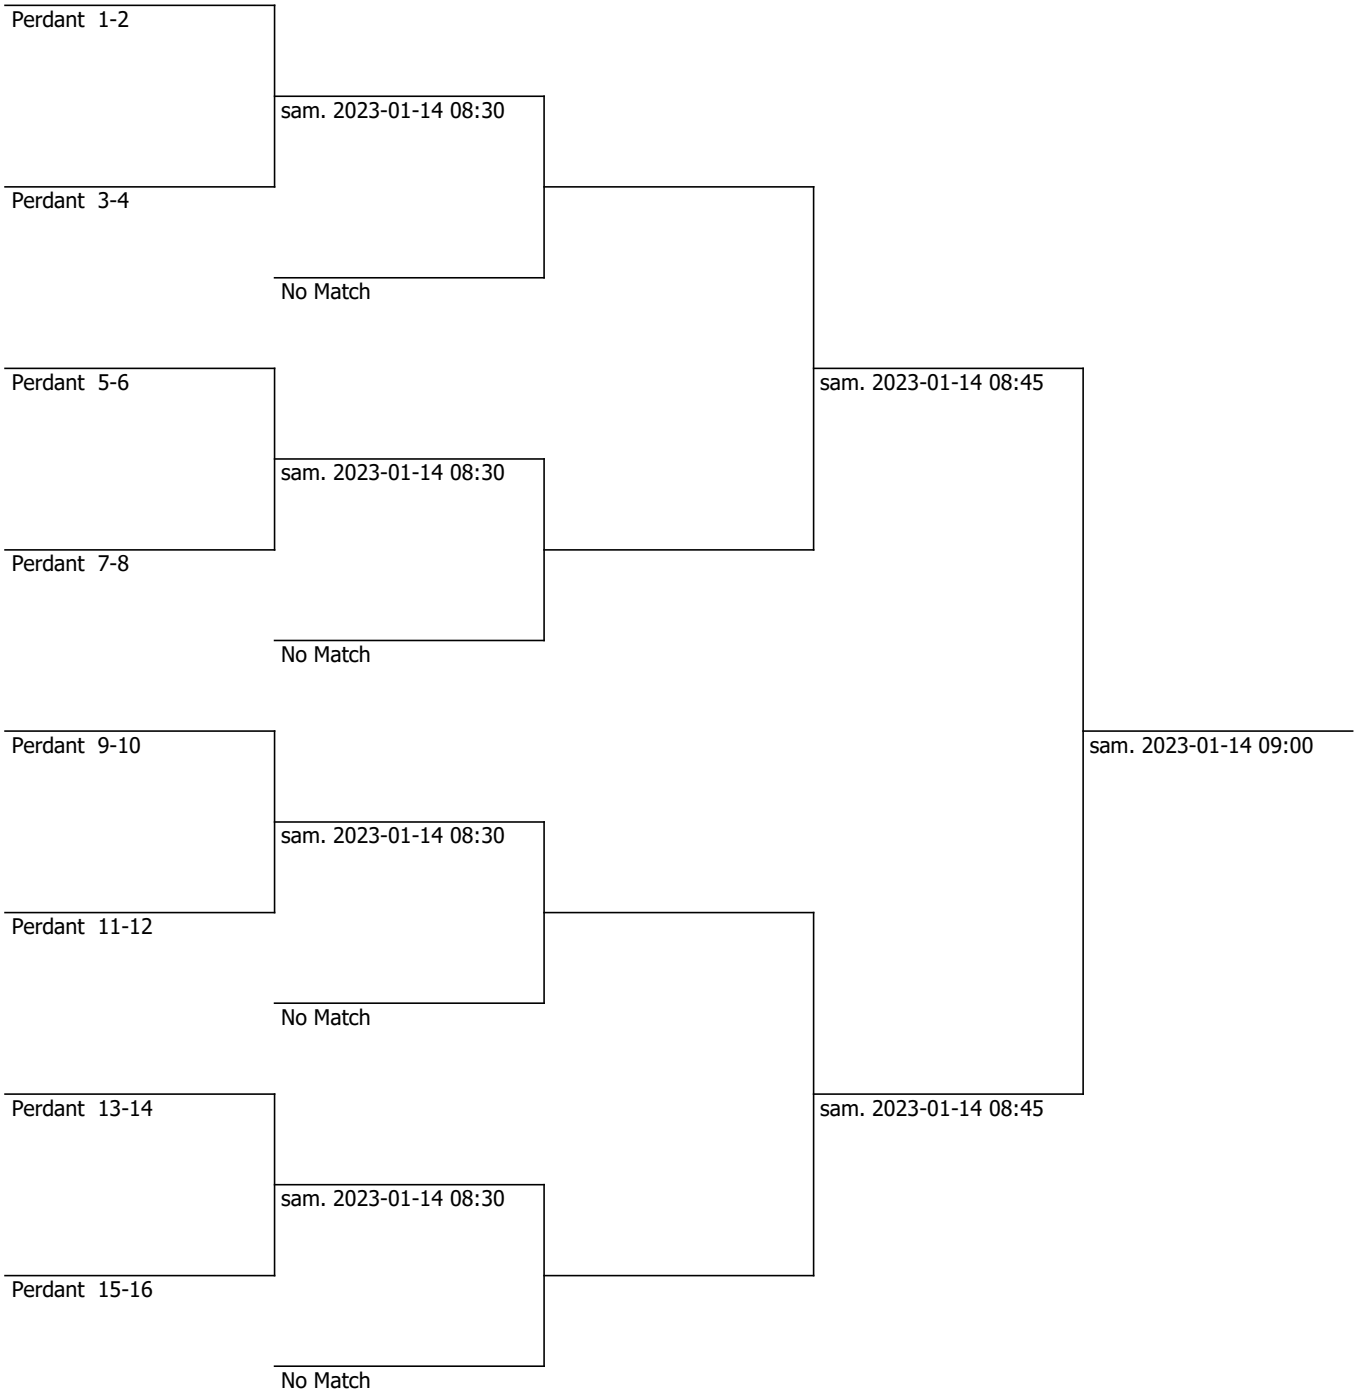 Perdant 1-2
sam. 2023-01-14 08:30
Perdant 3-4
No Match
Perdant 5-6
sam. 2023-01-14 08:45
sam. 2023-01-14 08:30
Perdant 7-8
No Match
Perdant 9-10
sam. 2023-01-14 09:00
sam. 2023-01-14 08:30
Perdant 11-12
No Match
Perdant 13-14
sam. 2023-01-14 08:45
sam. 2023-01-14 08:30
Perdant 15-16
No Match